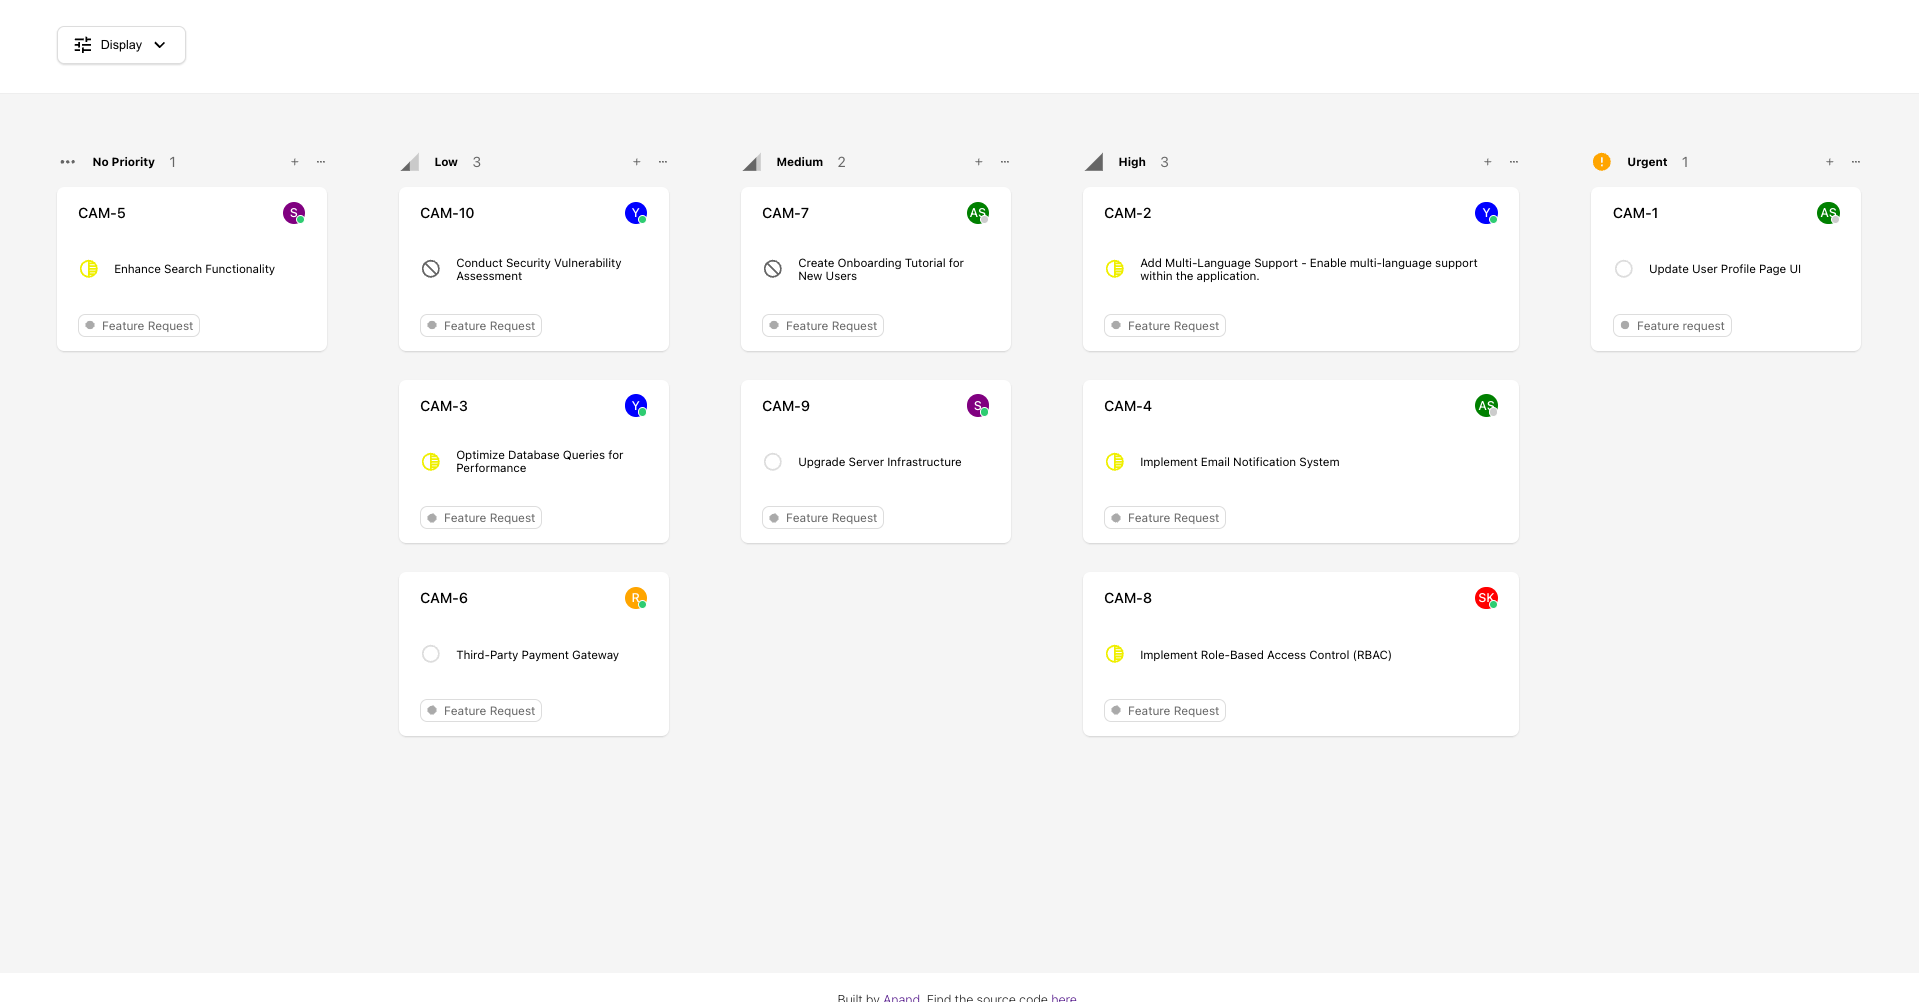 Display
No Priority 1
CAM-5
S
Enhance Search Functionality
Feature Request
Low 3
CAM-10
Y
Conduct Security Vulnerability
Assessment
Feature Request
CAM-3
Y
Optimize Database Queries for
Performance
Feature Request
CAM-6
R
Third-Party Payment Gateway
Feature Request
Medium 2
CAM-7
AS
Create Onboarding Tutorial for
New Users
Feature Request
CAM-9
S
Upgrade Server Infrastructure
Feature Request
High 3
CAM-2
Y
Add Multi-Language Support - Enable multi-language support
within the application.
Feature Request
CAM-4
AS
Implement Email Notification System
Feature Request
CAM-8
SK
Implement Role-Based Access Control (RBAC)
Feature Request
Urgent 1
CAM-1
AS
Update User Profile Page UI
Feature request
Built by Anand. Find the source code here